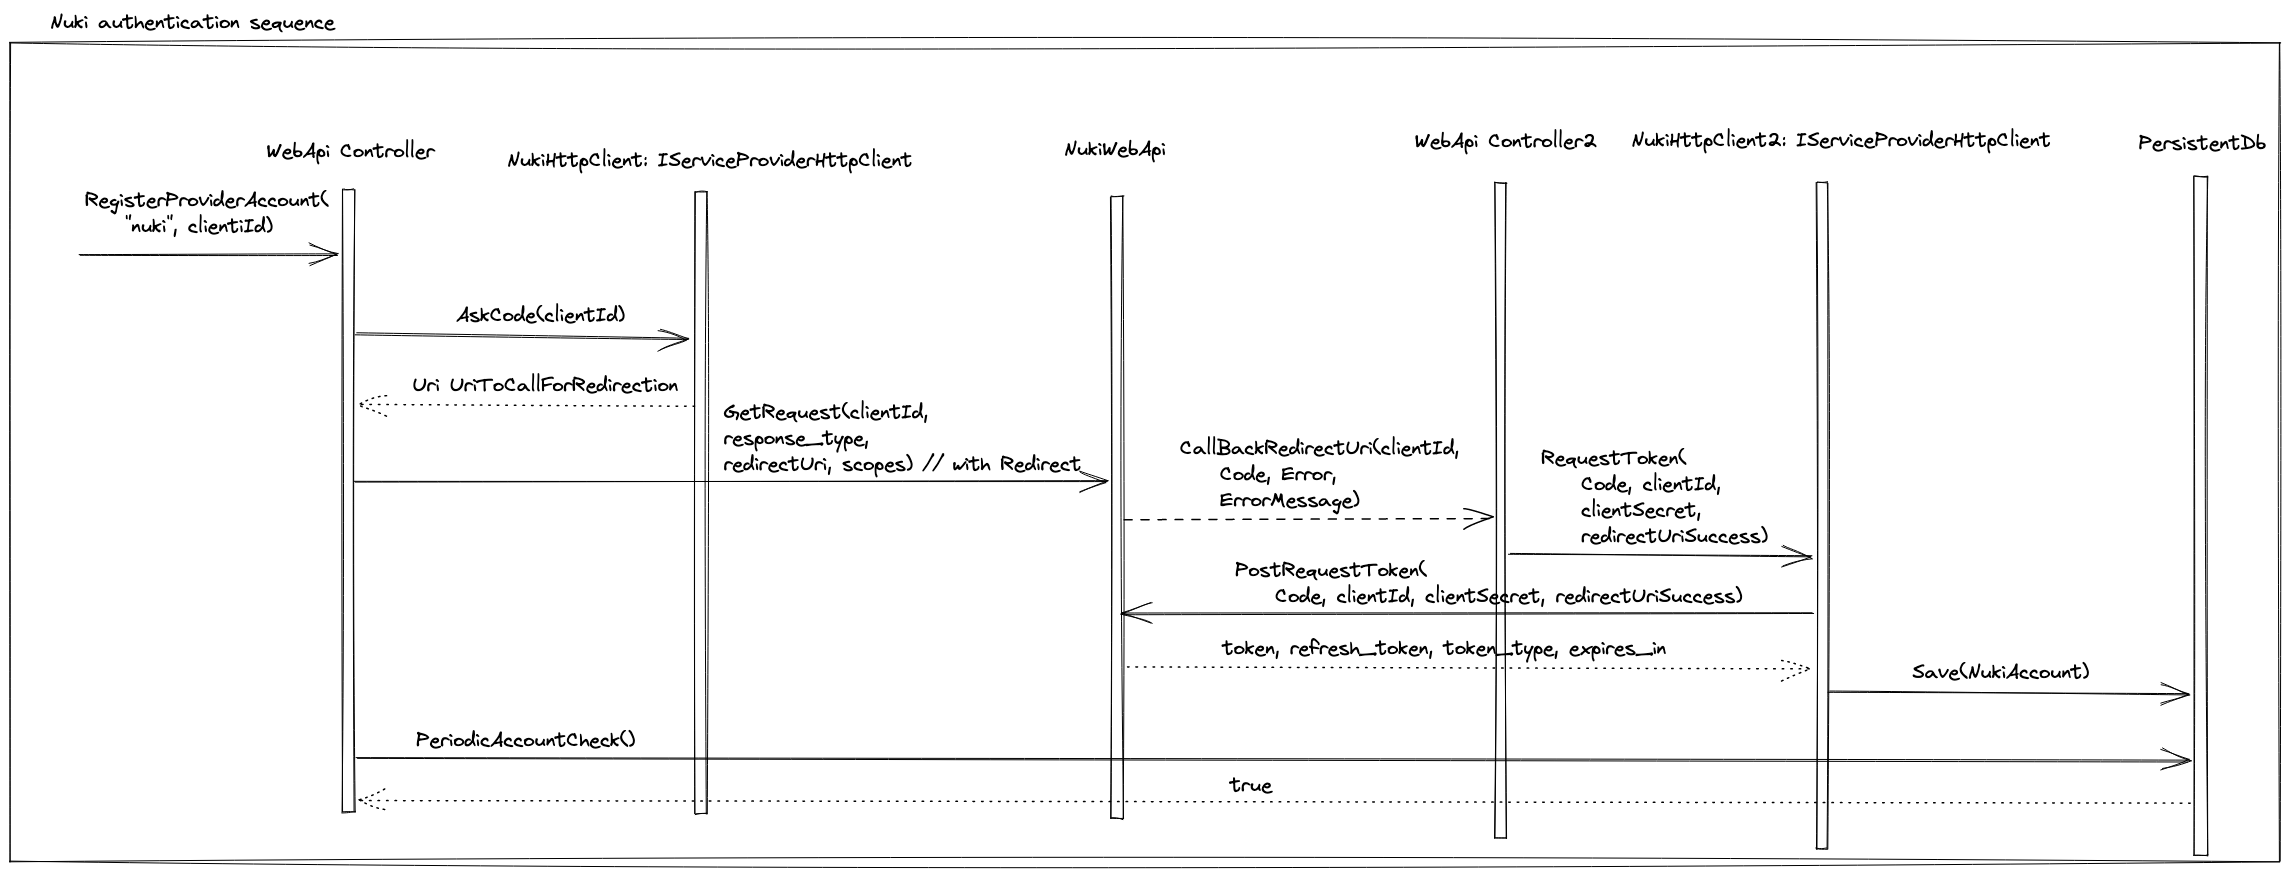 Nuki authentication sequence
WebApi Controller
NukiHttpClient: IServiceProviderHttpClient
NukiWebApi
WebApi Controller2
NukiHttpClient2: IServiceProviderHttpClient
PersistentDb
RegisterProviderAccount(
"nuki", clientiId)
AskCode(clientId)
Uri UriToCallForRedirection
GetRequest(clientId,
response_type,
redirectUri, scopes) // with Redirect
CallBackRedirectUri(clientId,
Code, Error,
ErrorMessage)
RequestToken(
Code, clientId,
clientSecret,
redirectUriSuccess)
PostRequestToken(
Code, clientId, clientSecret, redirectUriSuccess)
token, refresh_token, token_type, expires_in
Save(NukiAccount)
PeriodicAccountCheck()
true